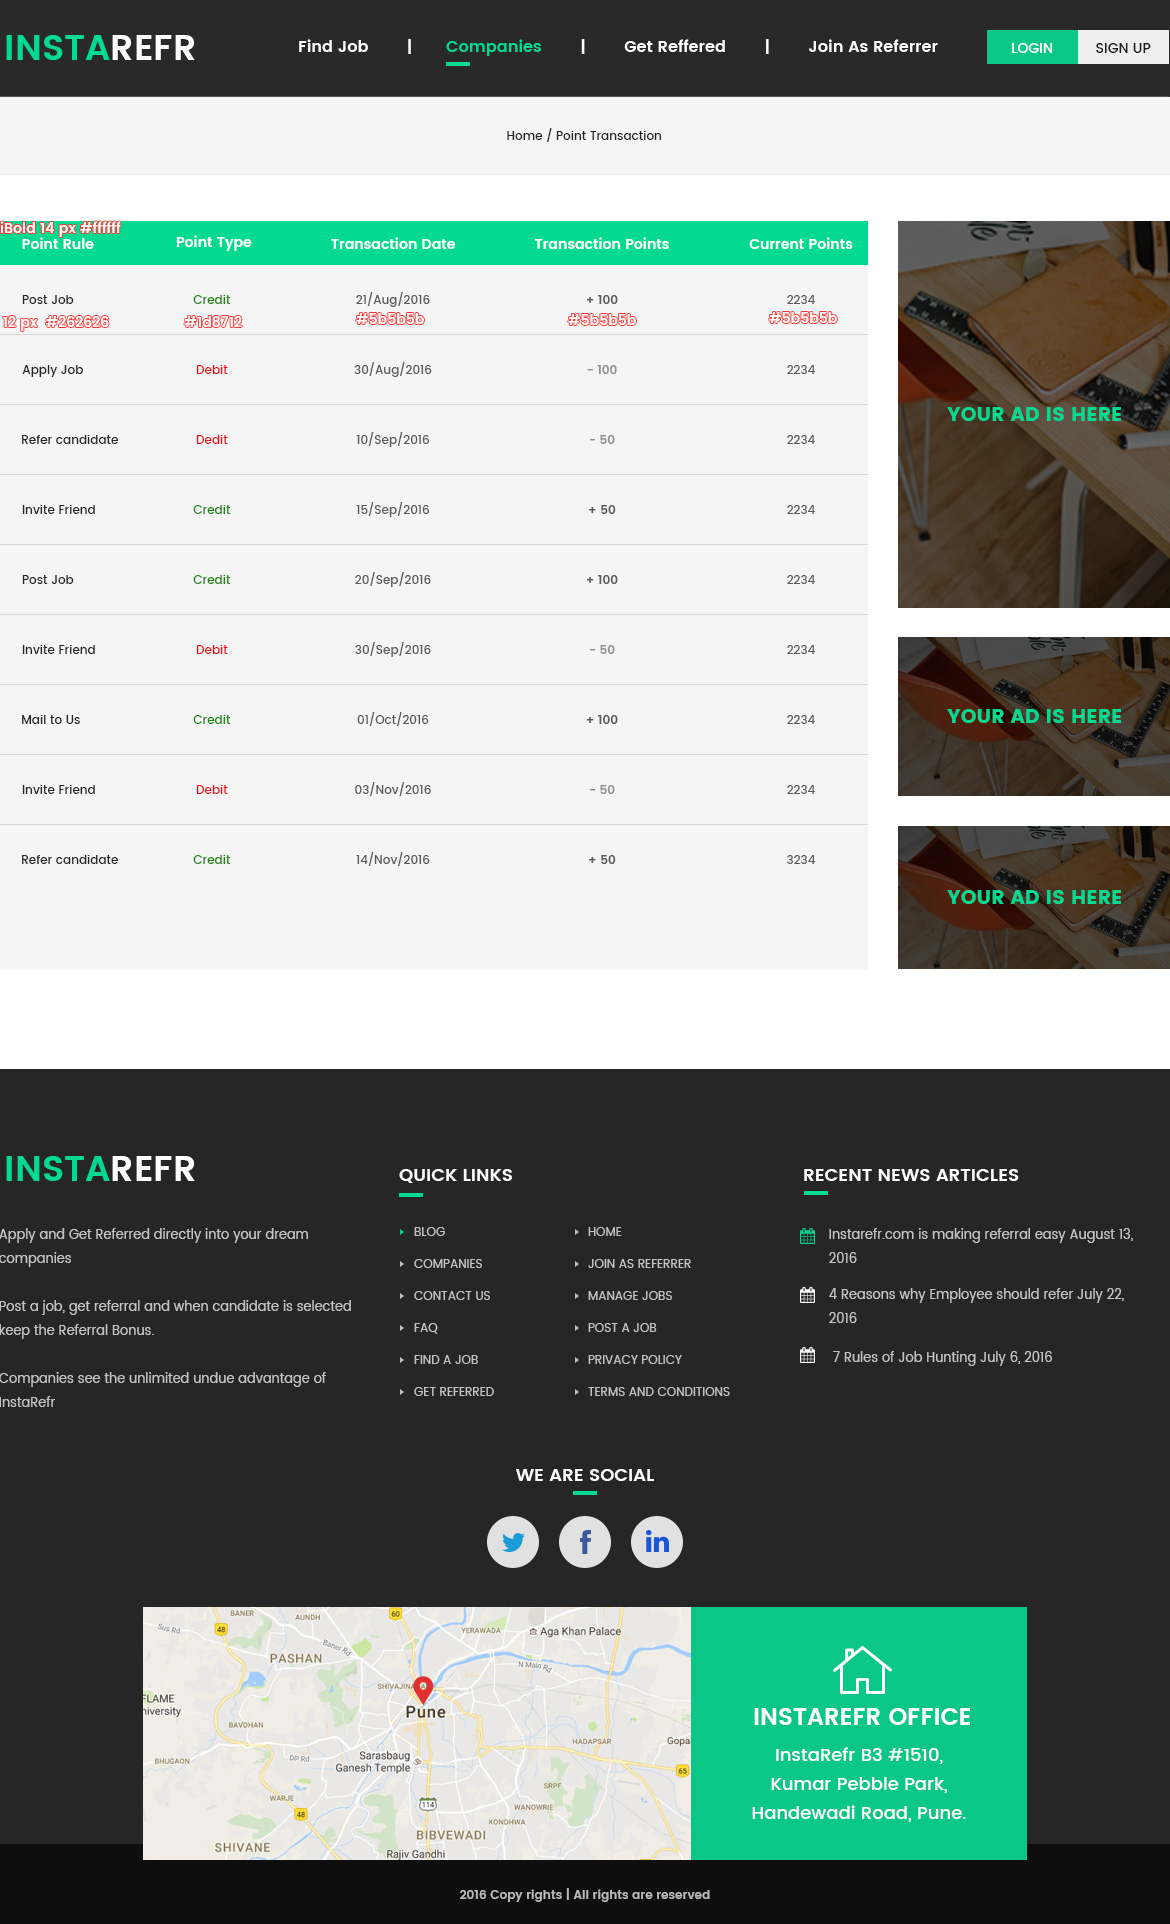 INSTAREFR
Find Job | Companies | Get Reffered | Join As Referrer
LOGIN SIGN UP
Home / Point Transaction
iBold 14 px #ffffff
Point Rule Point Type Transaction Date Transaction Points Current Points
Post Job Credit 21/Aug/2016 + 100 2234
12 px #262626 #1d8712 #5b5b5b #5b5b5b #5b5b5b
Apply Job Debit 30/Aug/2016 - 100 2234
Refer candidate Dedit 10/Sep/2016 - 50 2234
Invite Friend Credit 15/Sep/2016 + 50 2234
Post Job Credit 20/Sep/2016 + 100 2234
Invite Friend Debit 30/Sep/2016 - 50 2234
Mail to Us Credit 01/Oct/2016 + 100 2234
Invite Friend Debit 03/Nov/2016 - 50 2234
Refer candidate Credit 14/Nov/2016 + 50 3234
YOUR AD IS HERE
YOUR AD IS HERE
YOUR AD IS HERE
INSTAREFR
Apply and Get Referred directly into your dream
companies
Post a job, get referral and when candidate is selected
keep the Referral Bonus.
Companies see the unlimited undue advantage of
InstaRefr
QUICK LINKS
BLOG
COMPANIES
CONTACT US
FAQ
FIND A JOB
GET REFERRED
HOME
JOIN AS REFERRER
MANAGE JOBS
POST A JOB
PRIVACY POLICY
TERMS AND CONDITIONS
RECENT NEWS ARTICLES
Instarefr.com is making referral easy August 13,
2016
4 Reasons why Employee should refer July 22,
2016
7 Rules of Job Hunting July 6, 2016
WE ARE SOCIAL
f
in
BANER
AUNDH
60
Sus Rd
48
YERAWADA
Aga Khan Palace
Baner Rd
PASHAN
N Main Rd
SHIVAJINA
FLAME
niversity
Pune
BAVDHAN
HADAPSAR
Gopa
DP Rd
BHUGAON
Sarasbaug
Ganesh Temple
65
SRPF
WARJE
114
WANOWRIE
48
KONDHWA
BIBVEWADI
SHIVANE
Rajiv Gandhi
INSTAREFR OFFICE
InstaRefr B3 #1510,
Kumar Pebble Park,
Handewadi Road, Pune.
2016 Copy rights | All rights are reserved